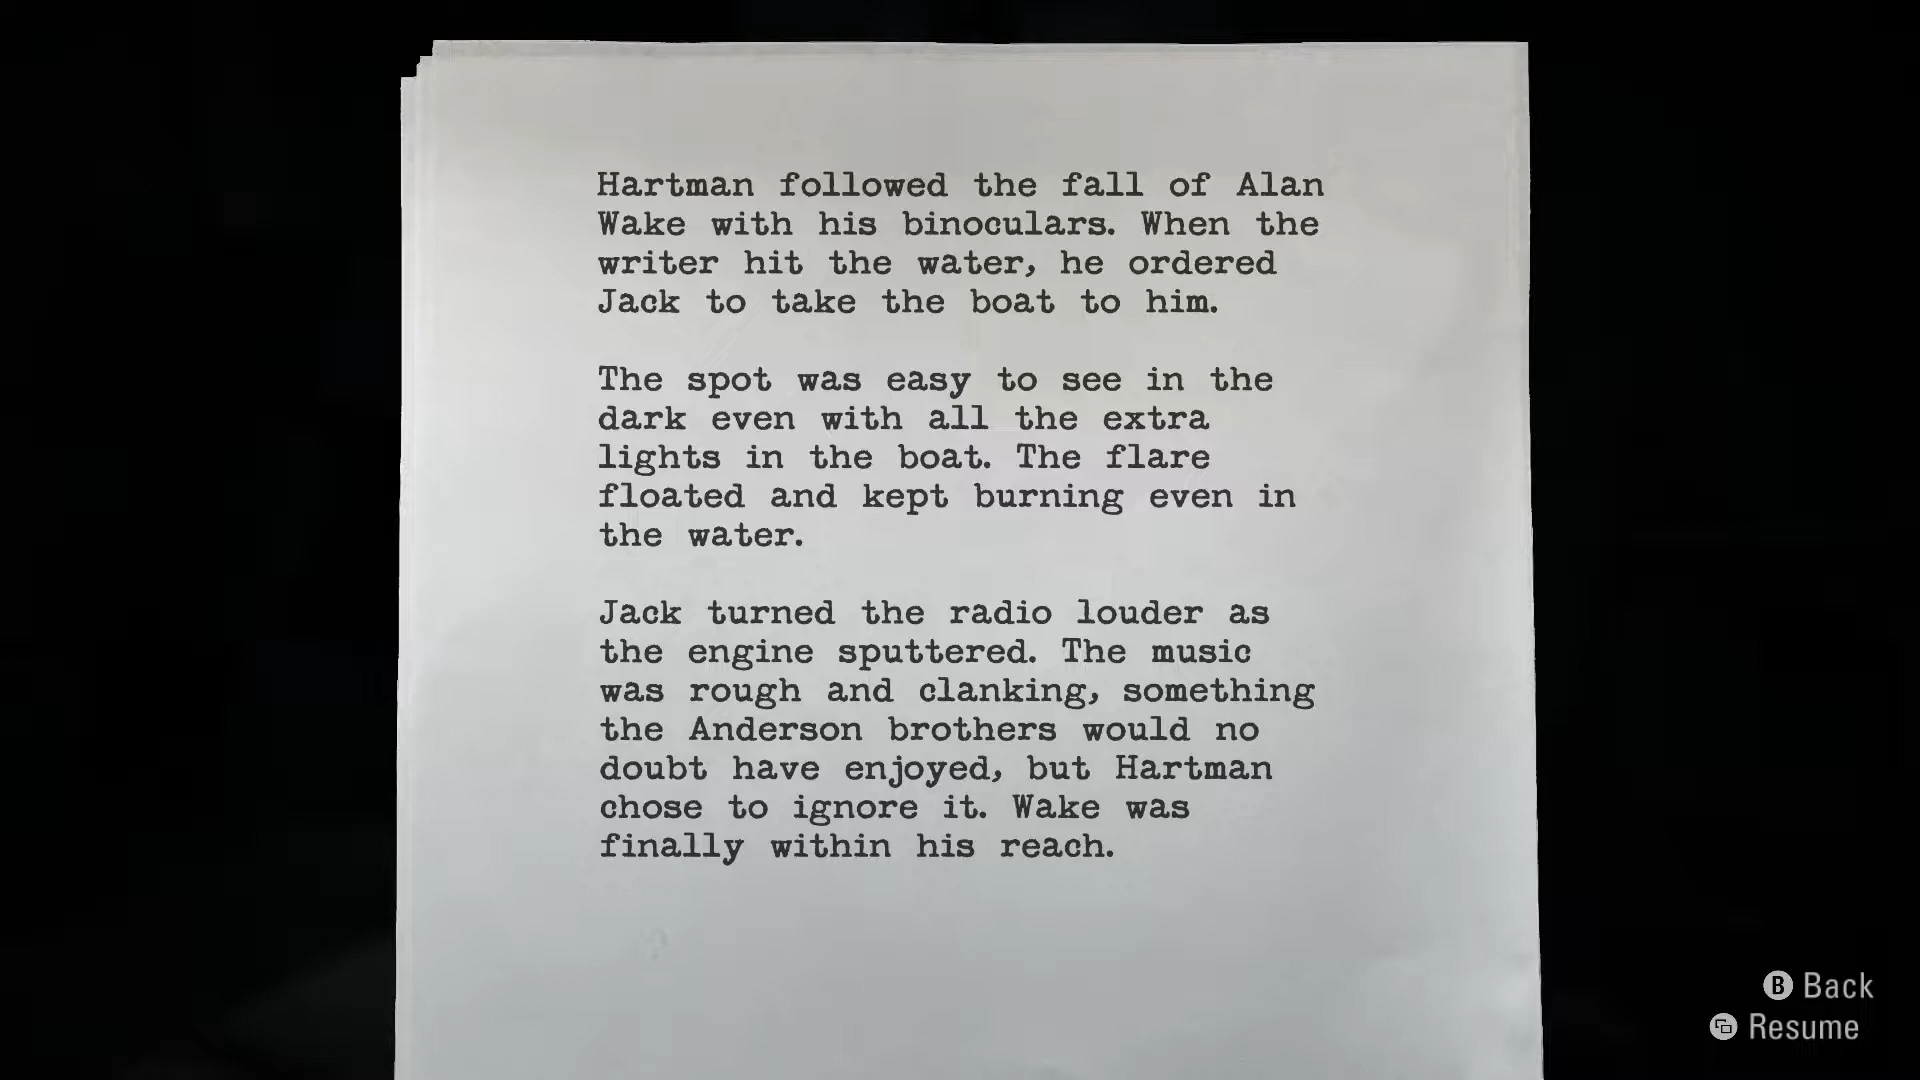 Hartman followed the fall of Alan
Wake with his binoculars. When the
writer hit the water, he ordered
Jack to take the boat to him.
The spot was easy to see in the
dark even with all the extra
lights in the boat. The flare
floated and kept burning even in
the water.
Jack turned the radio louder as
the engine sputtered. The music
was rough and clanking, something
the Anderson brothers would no
doubt have enjoyed, but Hartman
chose to ignore it. Wake was
finally within his reach.
B Back
Resume